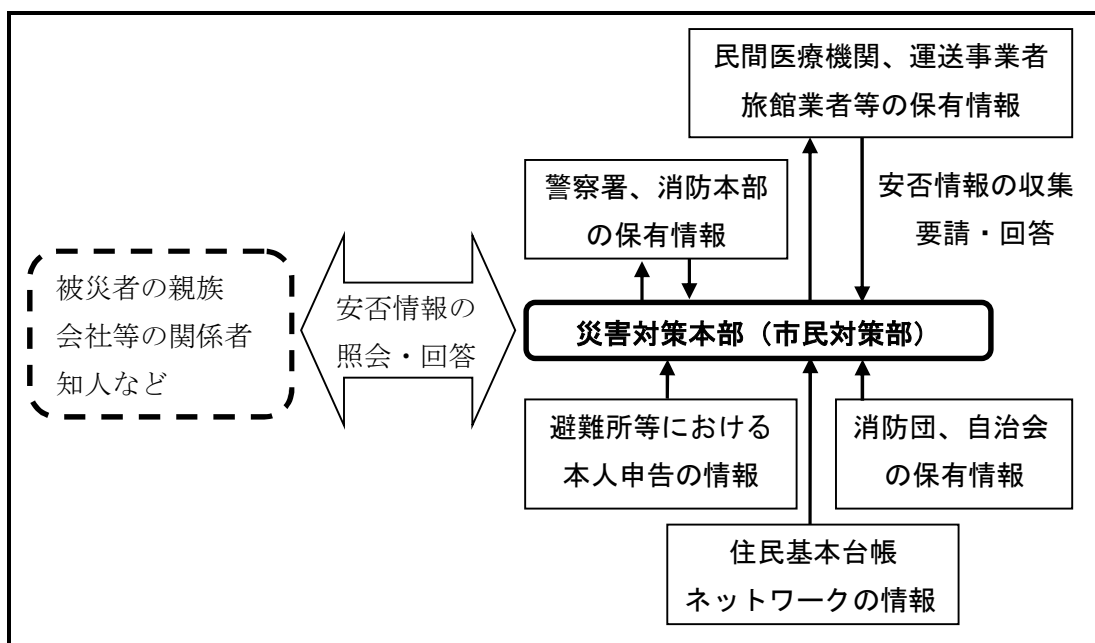 民間医療機関、運送事業者
旅館業者等の保有情報
警察署、消防本部
の保有情報
安否情報の収集
要請・回答
被災者の親族
会社等の関係者
知人など
安否情報の
照会・回答
災害対策本部（市民対策部）
避難所等における
本人申告の情報
消防団、自治会
の保有情報
住民基本台帳
ネットワークの情報